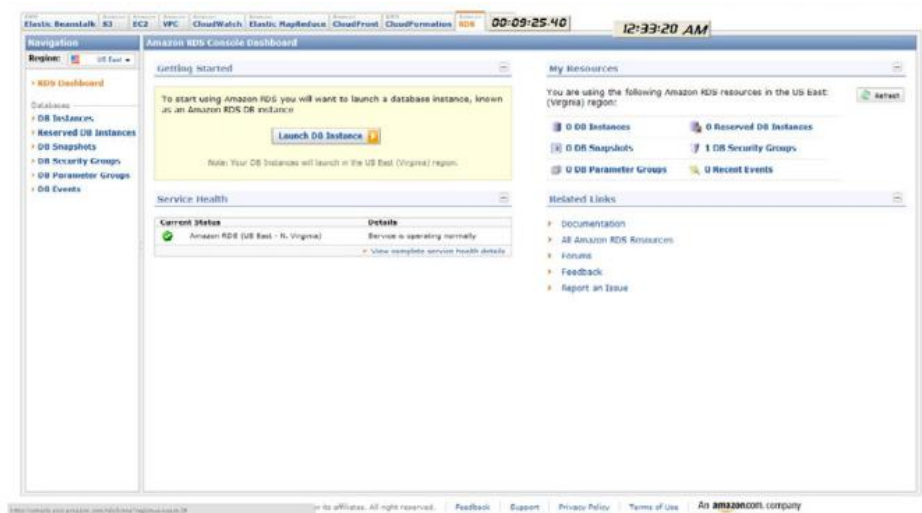 Elastic Beanstalk S3 EC2 VPC CloudWatch Elastic MapReduce CloudFront CloudFormation RDS
00:09:25.40
12:33:20 AM
Navigation
Region: US East
RDS Dashboard
Databases
DB Instances
Reserved DB Instances
DB Snapshots
DB Security Groups
DB Parameter Groups
DB Events
Amazon RDS Console Dashboard
Getting Started
To start using Amazon RDS you will want to launch a database instance, known
as an Amazon RDS DB instance
Launch DB Instance
Note: Your DB Instances will launch in the US East (Virginia) region.
Service Health
Current Status Details
Amazon RDS (US East - N. Virginia) Service is operating normally
View complete service health details
My Resources
You are using the following Amazon RDS resources in the US East
(Virginia) region:
Refresh
0 DB Instances 0 Reserved DB Instances
0 DB Snapshots 1 DB Security Groups
0 DB Parameter Groups 0 Recent Events
Related Links
Documentation
All Amazon RDS Resources
Forums
Feedback
Report an Issue
or its affiliates. All right reserved. Feedback Support Privacy Policy Terms of Use An amazon.com company